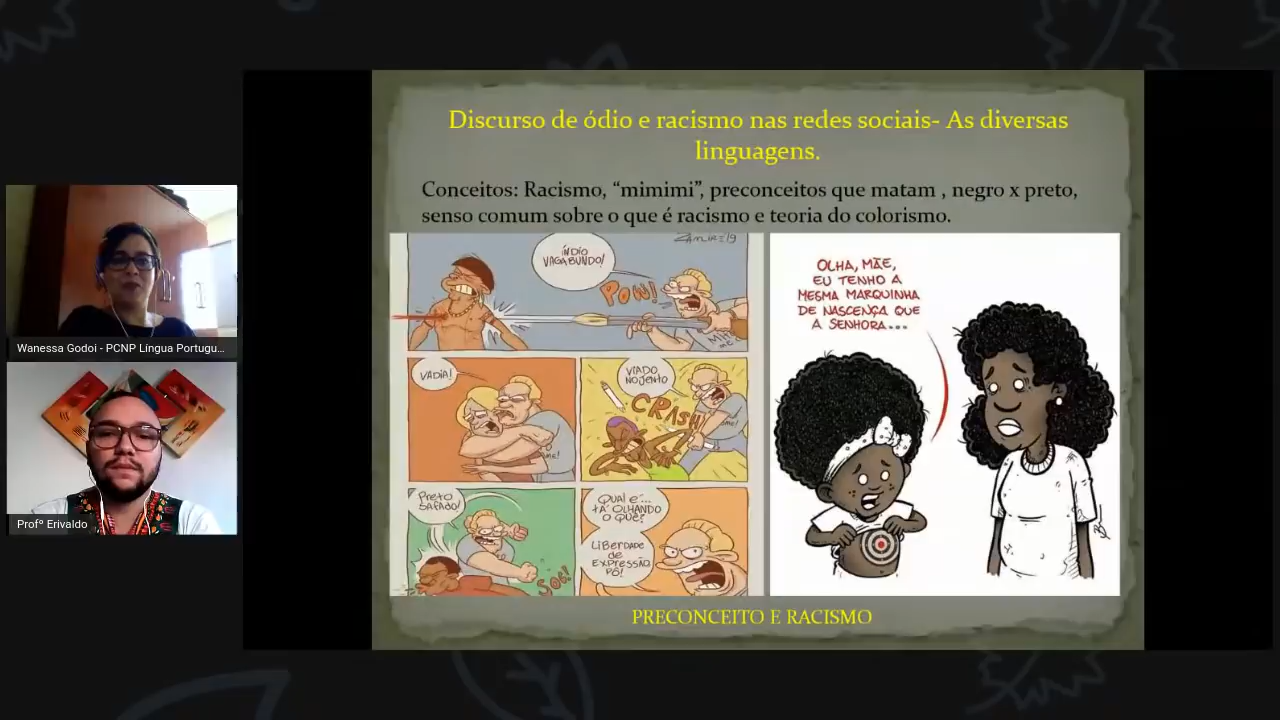 Discurso de ódio e racismo nas redes sociais- As diversas
linguagens.
Conceitos: Racismo, “mimimi”, preconceitos que matam , negro x preto,
senso comum sobre o que é racismo e teoria do colorismo.
ÍNDIO
VAGABUNDO!
POW!
VADIA!
VIADO
NOJENTO
CRASH!
PRETO
SAFADO!
SOC!
QUAL É...
TÁ OLHANDO
O QUE?
LIBERDADE
DE
EXPRESSÃO
PÔ!
OLHA, MÃE,
EU TENHO A
MESMA MARQUINHA
DE NASCENÇA QUE
A SENHORA...
PRECONCEITO E RACISMO
Wanessa Godoi - PCNP Língua Portugu...
Profº Erivaldo